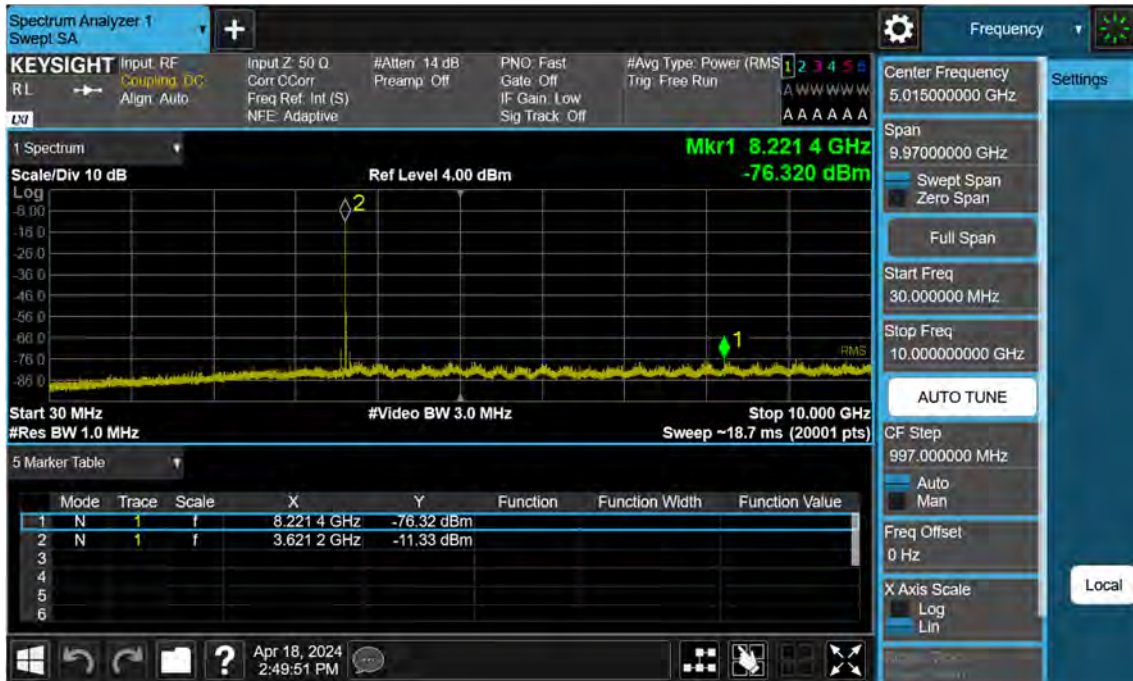 Spectrum Analyzer 1
Swept SA
+
Frequency
KEYSIGHT
RL
LXI
Input: RF
Coupling: DC
Align: Auto
Input Z: 50 Ω
Corr CCorr
Freq Ref: Int (S)
NFE: Adaptive
#Atten: 14 dB
Preamp: Off
PNO: Fast
Gate: Off
IF Gain: Low
Sig Track: Off
#Avg Type: Power (RMS
Trig: Free Run
1 2 3 4 5 6
A W W W W W
A A A A A A
1 Spectrum
Scale/Div 10 dB
Ref Level 4.00 dBm
Mkr1 8.221 4 GHz
-76.320 dBm
Log
-6.00
-16.0
-26.0
-36.0
-46.0
-56.0
-66.0
-76.0
-86.0
2
1
RMS
Start 30 MHz
#Video BW 3.0 MHz
Stop 10.000 GHz
#Res BW 1.0 MHz
Sweep ~18.7 ms (20001 pts)
5 Marker Table
Mode Trace Scale X Y Function Function Width Function Value
1 N 1 f 8.221 4 GHz -76.32 dBm
2 N 1 f 3.621 2 GHz -11.33 dBm
3
4
5
6
Apr 18, 2024
2:49:51 PM
?
Center Frequency
5.015000000 GHz
Settings
Span
9.97000000 GHz
Swept Span
Zero Span
Full Span
Start Freq
30.000000 MHz
Stop Freq
10.000000000 GHz
AUTO TUNE
CF Step
997.000000 MHz
Auto
Man
Freq Offset
0 Hz
X Axis Scale
Log
Lin
Local